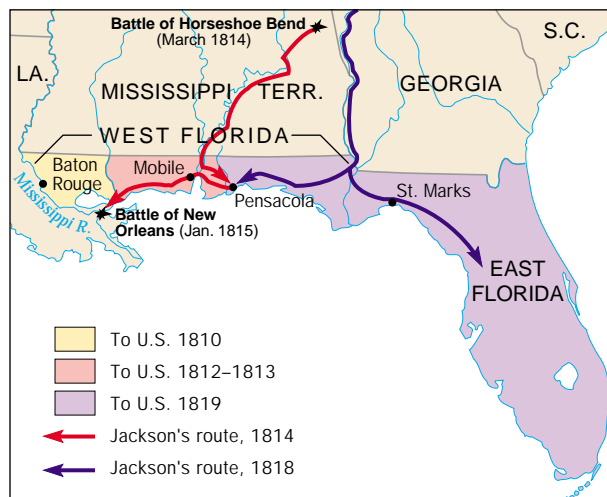 Battle of Horseshoe Bend
(March 1814)
S.C.
LA.
GEORGIA
MISSISSIPPI TERR.
WEST FLORIDA
Baton
Rouge
Mobile
Mississippi R.
Pensacola
St. Marks
Battle of New
Orleans (Jan. 1815)
EAST
FLORIDA
To U.S. 1810
To U.S. 1812–1813
To U.S. 1819
Jackson's route, 1814
Jackson's route, 1818